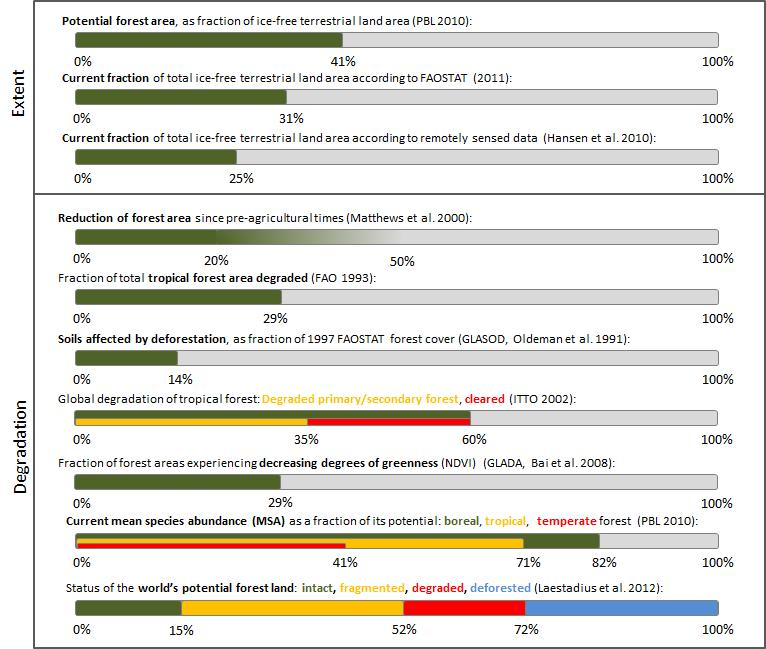 Extent
Potential forest area, as fraction of ice-free terrestrial land area (PBL 2010):
0% 41% 100%
Current fraction of total ice-free terrestrial land area according to FAOSTAT (2011):
0% 31% 100%
Current fraction of total ice-free terrestrial land area according to remotely sensed data (Hansen et al. 2010):
0% 25% 100%
Degradation
Reduction of forest area since pre-agricultural times (Matthews et al. 2000):
0% 20% 50% 100%
Fraction of total tropical forest area degraded (FAO 1993):
0% 29% 100%
Soils affected by deforestation, as fraction of 1997 FAOSTAT forest cover (GLASOD, Oldeman et al. 1991):
0% 14% 100%
Global degradation of tropical forest: Degraded primary/secondary forest, cleared (ITTO 2002):
0% 35% 60% 100%
Fraction of forest areas experiencing decreasing degrees of greenness (NDVI) (GLADA, Bai et al. 2008):
0% 29% 100%
Current mean species abundance (MSA) as a fraction of its potential: boreal, tropical, temperate forest (PBL 2010):
0% 41% 71% 82% 100%
Status of the world's potential forest land: intact, fragmented, degraded, deforested (Laestadius et al. 2012):
0% 15% 52% 72% 100%